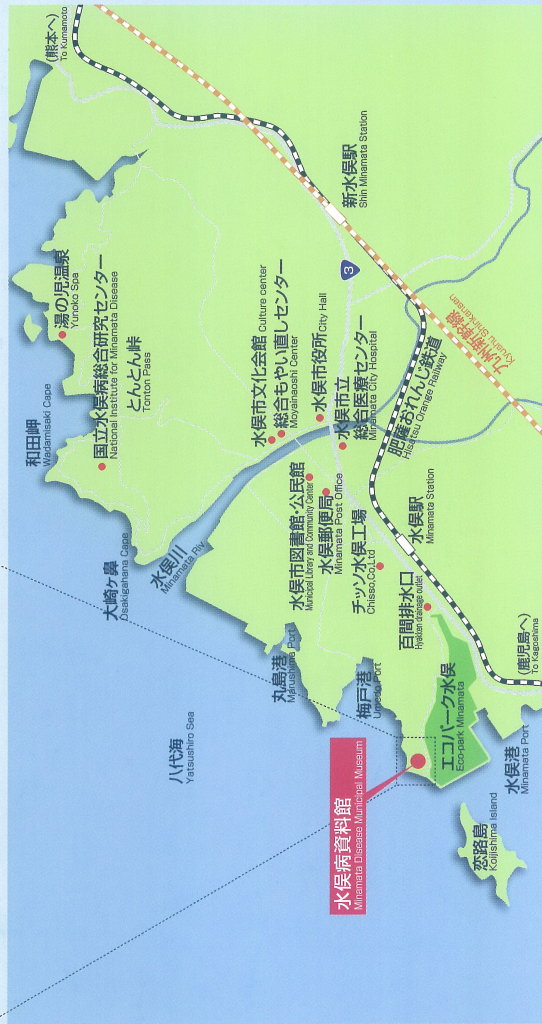 (熊本へ)
To Kumamoto
新水俣駅
Shin Minamata Station
3
九州新幹線
Kyushu Shinkansen
肥薩おれんじ鉄道
Hisatsu Orange Railway
湯の児温泉
Yunoko Spa
国立水俣病総合研究センター
National Institute for Minamata Disease
とんとん峠
Tonton Pass
和田岬
Wadamisaki Cape
大崎ヶ鼻
Osakigahana Cape
水俣川
Minamata Riv.
水俣市文化会館 Culture center
総合もやい直しセンター
Moyainaoshi Center
水俣市役所 City Hall
水俣市立
総合医療センター
Minamata City Hospital
水俣市図書館・公民館
Municipal Library and Community Center
水俣郵便局
Minamata Post Office
チッソ水俣工場
Chisso,Co,Ltd
水俣駅
Minamata Station
百間排水口
Hyakken drainage outlet
丸島港
Marushima Port
梅戸港
Umedo Port
八代海
Yatsushiro Sea
水俣病資料館
Minamata Disease Municipal Museum
エコパーク水俣
Eco-park Minamata
(鹿児島へ)
To Kagoshima
水俣港
Minamata Port
恋路島
Koijishima Island